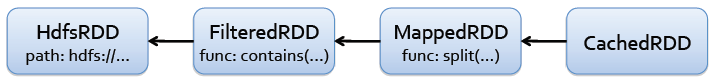 HdfsRDD
path: hdfs://...
FilteredRDD
func: contains(...)
MappedRDD
func: split(...)
CachedRDD